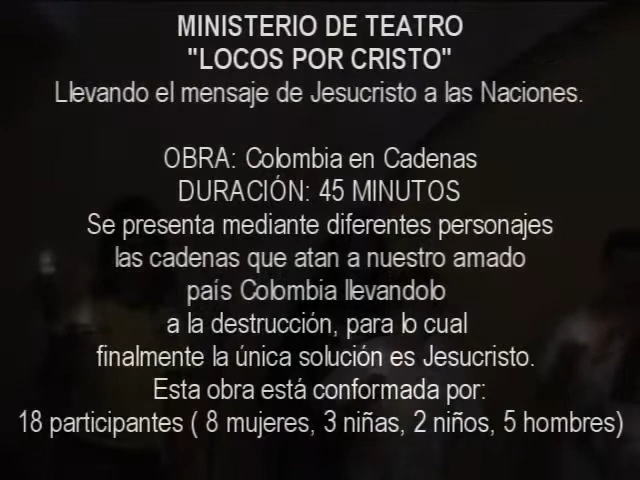 MINISTERIO DE TEATRO
"LOCOS POR CRISTO"
Llevando el mensaje de Jesucristo a las Naciones.
OBRA: Colombia en Cadenas
DURACIÓN: 45 MINUTOS
Se presenta mediante diferentes personajes
las cadenas que atan a nuestro amado
país Colombia llevandolo
a la destrucción, para lo cual
finalmente la única solución es Jesucristo.
Esta obra está conformada por:
18 participantes ( 8 mujeres, 3 niñas, 2 niños, 5 hombres)